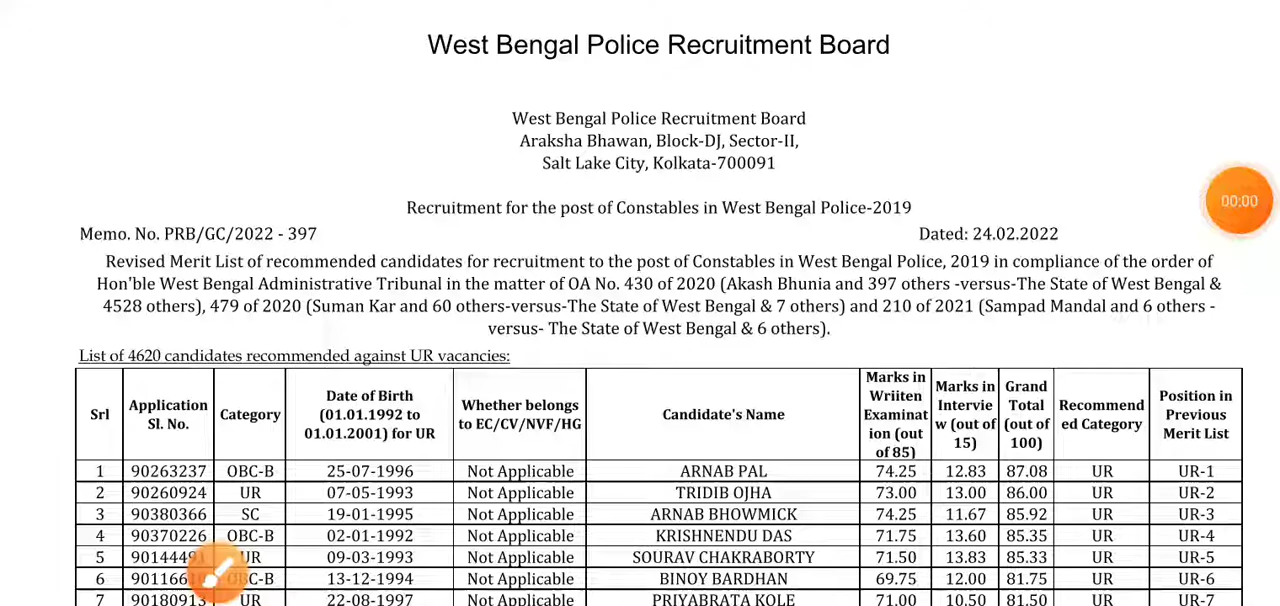 West Bengal Police Recruitment Board
West Bengal Police Recruitment Board
Araksha Bhawan, Block-DJ, Sector-II,
Salt Lake City, Kolkata-700091
Recruitment for the post of Constables in West Bengal Police-2019
Memo. No. PRB/GC/2022 - 397 Dated: 24.02.2022
Revised Merit List of recommended candidates for recruitment to the post of Constables in West Bengal Police, 2019 in compliance of the order of
Hon'ble West Bengal Administrative Tribunal in the matter of OA No. 430 of 2020 (Akash Bhunia and 397 others -versus-The State of West Bengal &
4528 others), 479 of 2020 (Suman Kar and 60 others-versus-The State of West Bengal & 7 others) and 210 of 2021 (Sampad Mandal and 6 others -
versus- The State of West Bengal & 6 others).
List of 4620 candidates recommended against UR vacancies:
Srl
Application
Sl. No.
Category
Date of Birth
(01.01.1992 to
01.01.2001) for UR
Whether belongs
to EC/CV/NVF/HG
Candidate's Name
Marks in
Wriiten
Examinat
ion (out
of 85)
Marks in
Intervie
w (out of
15)
Grand
Total
(out of
100)
Recommend
ed Category
Position in
Previous
Merit List
1 90263237 OBC-B 25-07-1996 Not Applicable ARNAB PAL 74.25 12.83 87.08 UR UR-1
2 90260924 UR 07-05-1993 Not Applicable TRIDIB OJHA 73.00 13.00 86.00 UR UR-2
3 90380366 SC 19-01-1995 Not Applicable ARNAB BHOWMICK 74.25 11.67 85.92 UR UR-3
4 90370226 OBC-B 02-01-1992 Not Applicable KRISHNENDU DAS 71.75 13.60 85.35 UR UR-4
5 UR 09-03-1993 Not Applicable SOURAV CHAKRABORTY 71.50 13.83 85.33 UR UR-5
6 OBC-B 13-12-1994 Not Applicable BINOY BARDHAN 69.75 12.00 81.75 UR UR-6
7 90180913 UR 22-08-1997 Not Applicable PRIYABRATA KOLE 71.00 10.50 81.50 UR UR-7
00:00